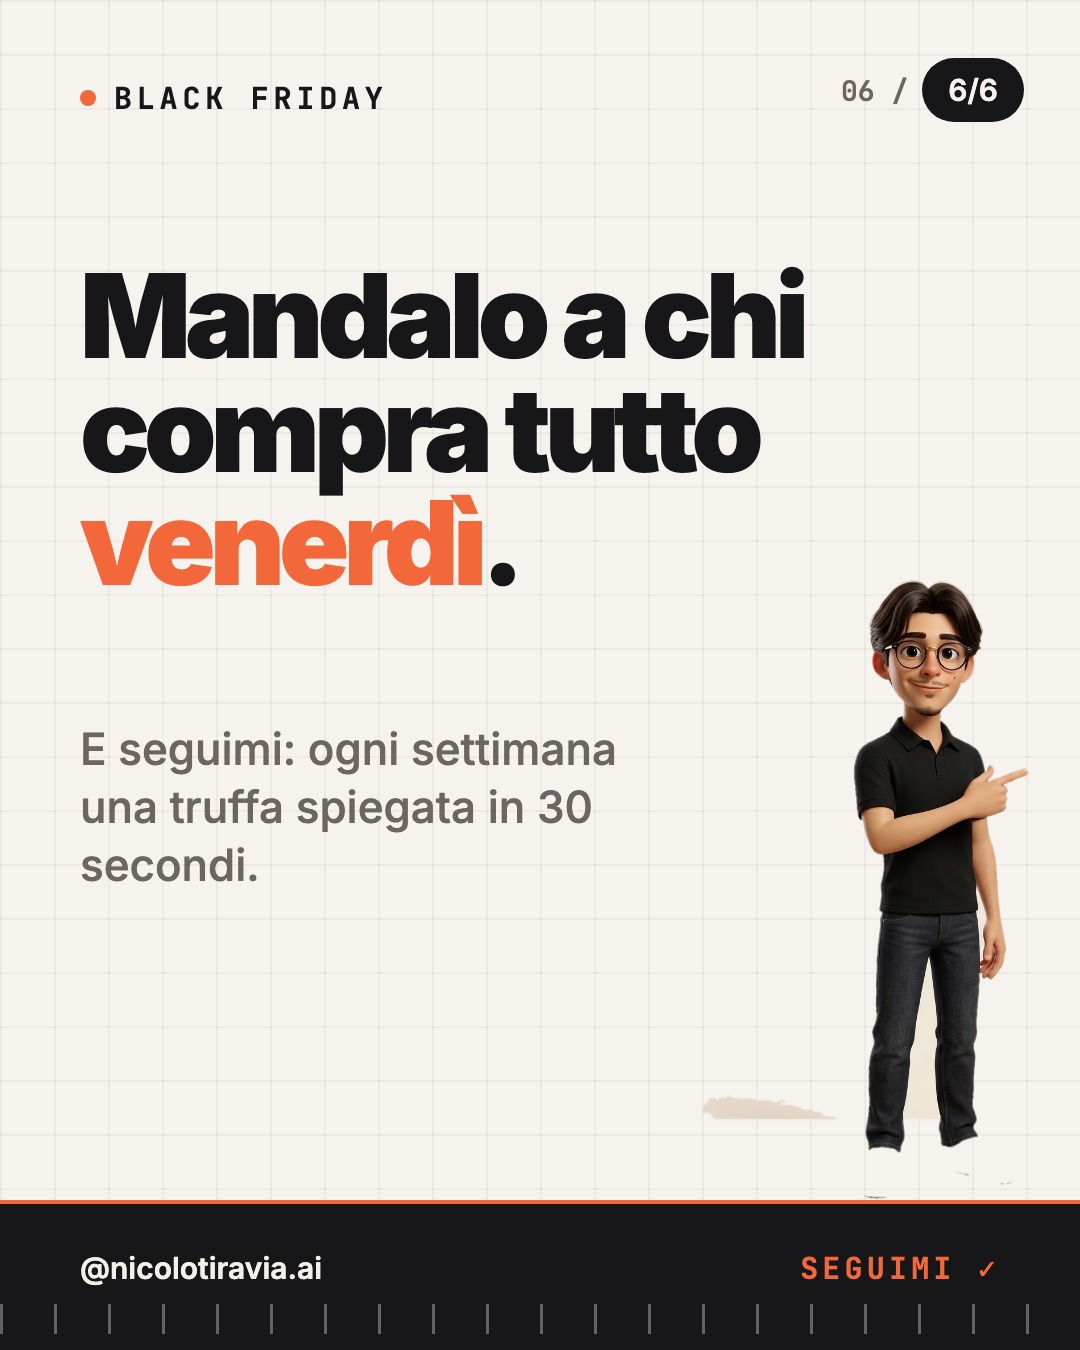 BLACK FRIDAY
06 / 6/6
Mandalo a chi
compra tutto
venerdì.
E seguimi: ogni settimana
una truffa spiegata in 30
secondi.
@nicolotiravia.ai
SEGUIMI ✓